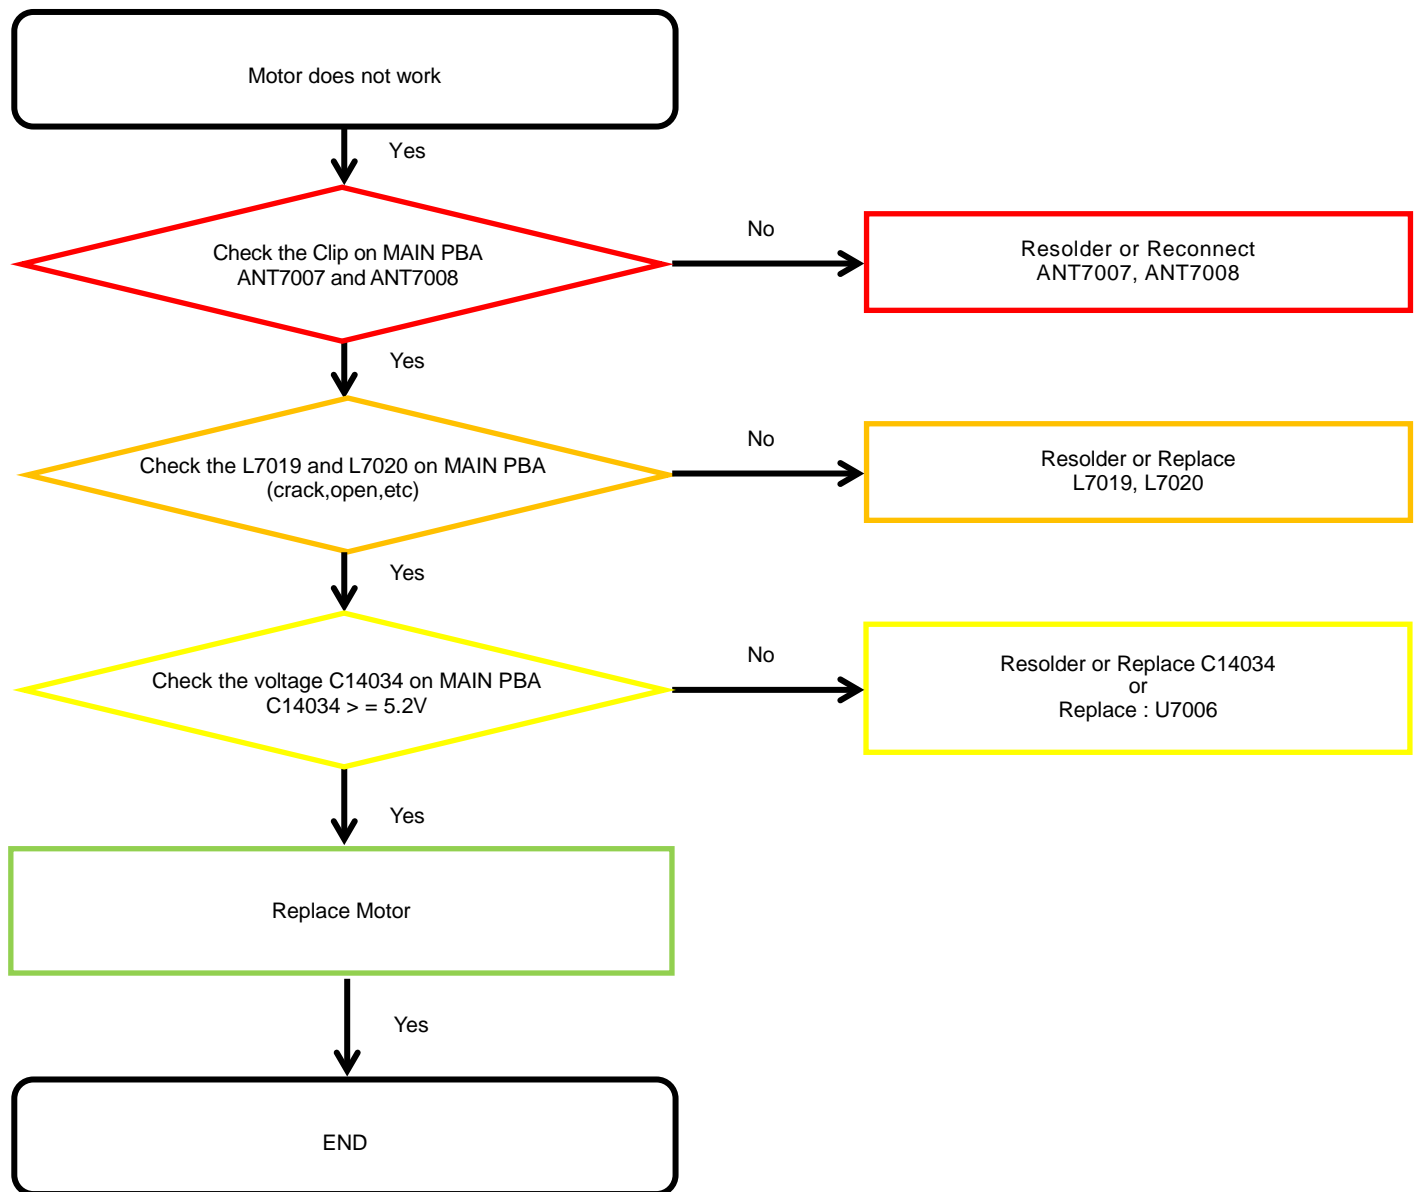 Motor does not work
Yes
Check the Clip on MAIN PBA
ANT7007 and ANT7008
No
Resolder or Reconnect
ANT7007, ANT7008
Yes
Check the L7019 and L7020 on MAIN PBA
(crack,open,etc)
No
Resolder or Replace
L7019, L7020
Yes
Check the voltage C14034 on MAIN PBA
C14034 > = 5.2V
No
Resolder or Replace C14034
or
Replace : U7006
Yes
Replace Motor
Yes
END